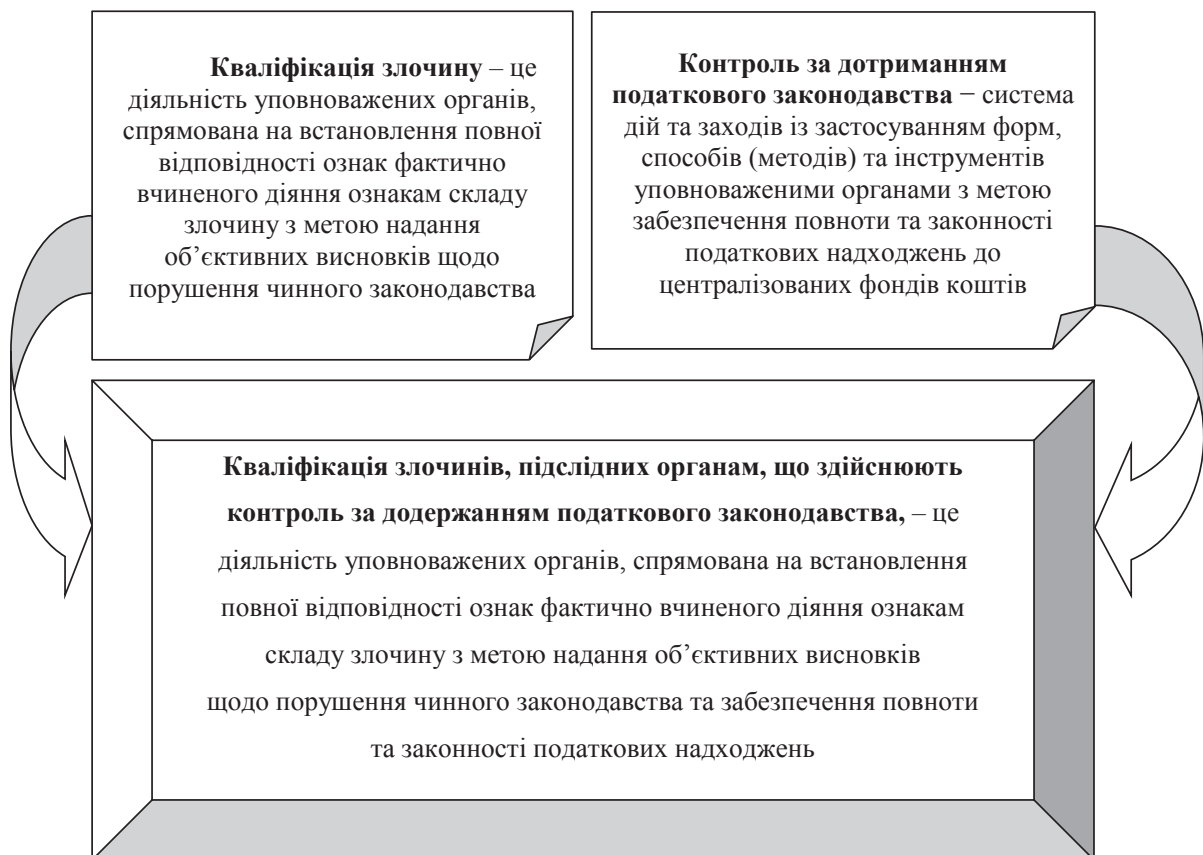 Кваліфікація злочину – це
діяльність уповноважених органів,
спрямована на встановлення повної
відповідності ознак фактично
вчиненого діяння ознакам складу
злочину з метою надання
об’єктивних висновків щодо
порушення чинного законодавства
Контроль за дотриманням
податкового законодавства – система
дій та заходів із застосуванням форм,
способів (методів) та інструментів
уповноваженими органами з метою
забезпечення повноти та законності
податкових надходжень до
централізованих фондів коштів
Кваліфікація злочинів, підслідних органам, що здійснюють
контроль за додержанням податкового законодавства, – це
діяльність уповноважених органів, спрямована на встановлення
повної відповідності ознак фактично вчиненого діяння ознакам
складу злочину з метою надання об’єктивних висновків
щодо порушення чинного законодавства та забезпечення повноти
та законності податкових надходжень